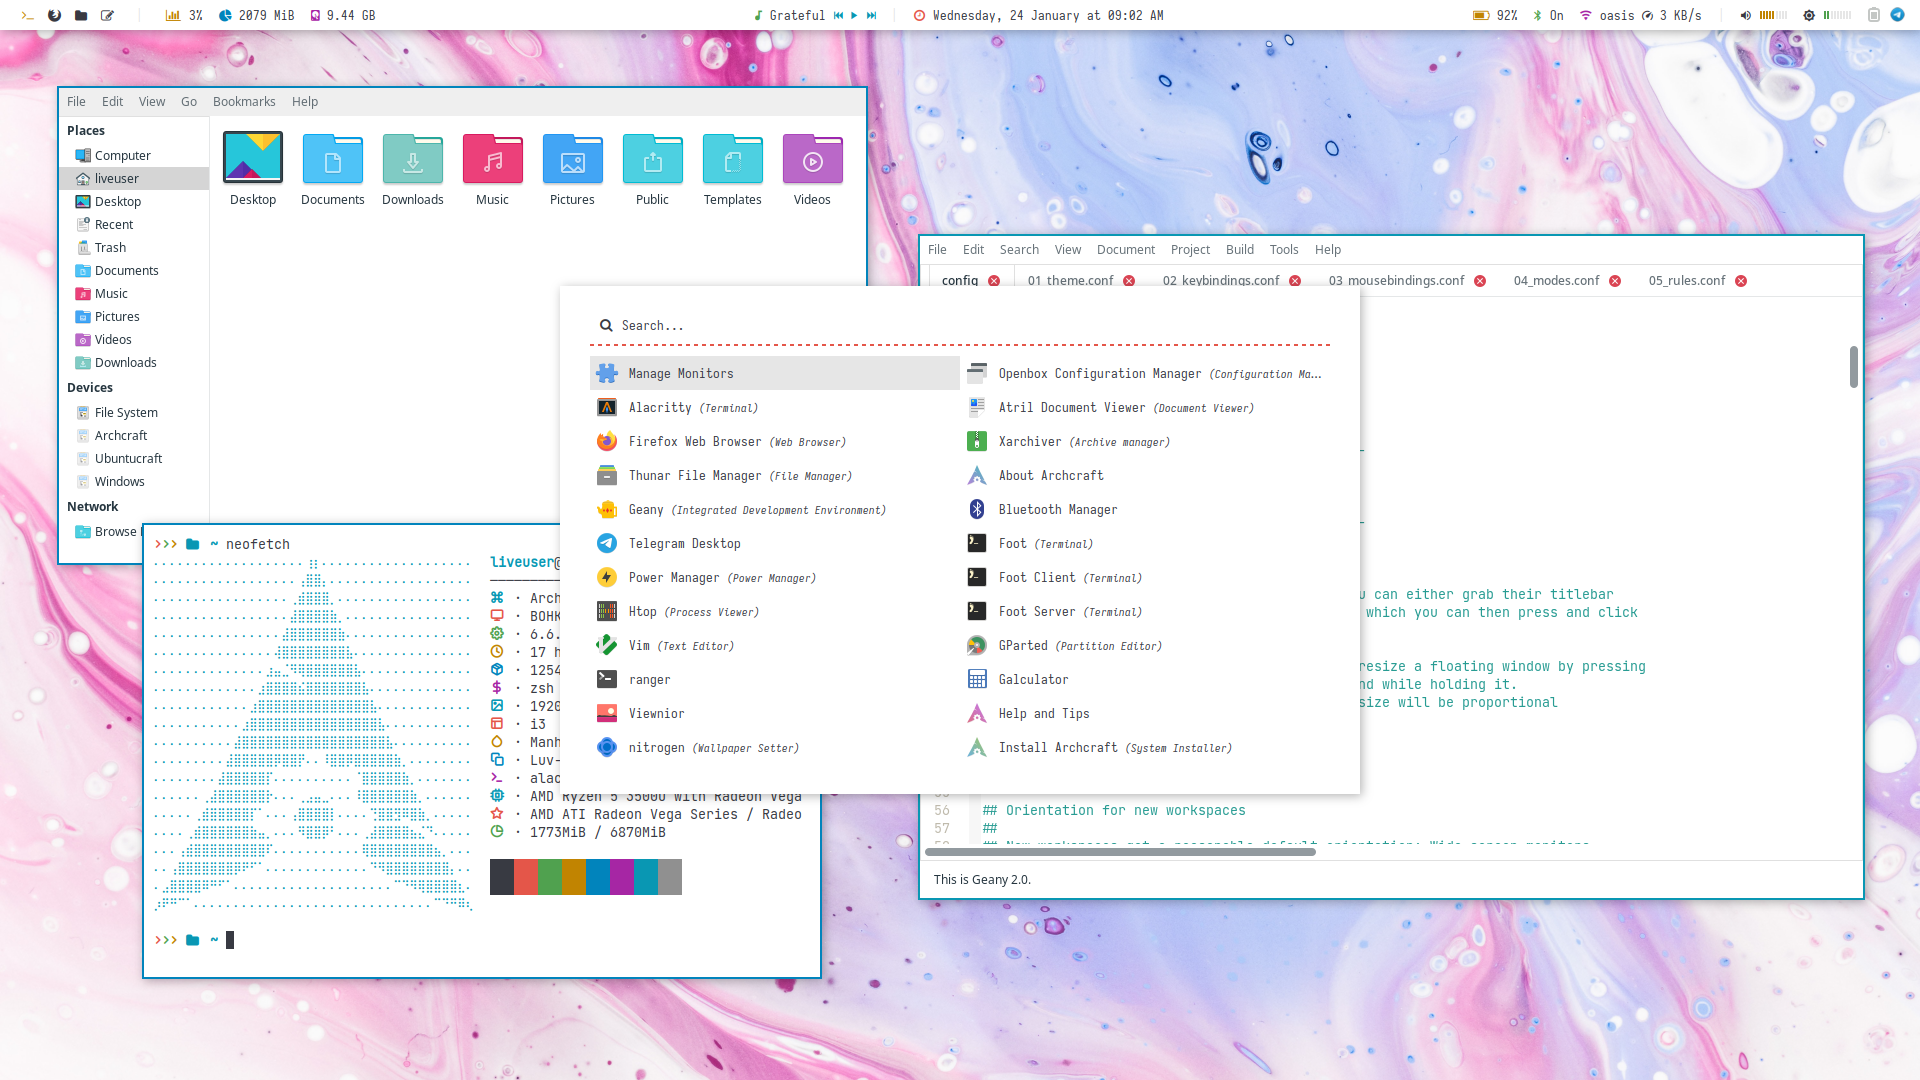 3% 2079 MiB 9.44 GB Grateful Wednesday, 24 January at 09:02 AM 92% On oasis 3 KB/s
File Edit View Go Bookmarks Help
Places
Computer
liveuser
Desktop
Recent
Trash
Documents
Music
Pictures
Videos
Downloads
Devices
File System
Archcraft
Ubuntucraft
Windows
Network
Browse
Desktop Documents Downloads Music Pictures Public Templates Videos
File Edit Search View Document Project Build Tools Help
config 01_theme.conf 02_keybindings.conf 03_mousebindings.conf 04_modes.conf 05_rules.conf
can either grab their titlebar
which you can then press and click
resize a floating window by pressing
while holding it.
size will be proportional
56 ## Orientation for new workspaces
57 ##
This is Geany 2.0.
Search...
Manage Monitors
Alacritty (Terminal)
Firefox Web Browser (Web Browser)
Thunar File Manager (File Manager)
Geany (Integrated Development Environment)
Telegram Desktop
Power Manager (Power Manager)
Htop (Process Viewer)
Vim (Text Editor)
ranger
Viewnior
nitrogen (Wallpaper Setter)
Openbox Configuration Manager (Configuration Ma...
Atril Document Viewer (Document Viewer)
Xarchiver (Archive manager)
About Archcraft
Bluetooth Manager
Foot (Terminal)
Foot Client (Terminal)
Foot Server (Terminal)
GParted (Partition Editor)
Galculator
Help and Tips
Install Archcraft (System Installer)
>>> ~ neofetch
liveuser@
· Arch
· BOHK
· 6.6.
· 17 h
· 1254
· zsh
· 1920
· i3
· Manh
· Luv-
· alac
· AMD Ryzen 5 3500U with Radeon Vega
· AMD ATI Radeon Vega Series / Radeo
· 1773MiB / 6870MiB
>>> ~